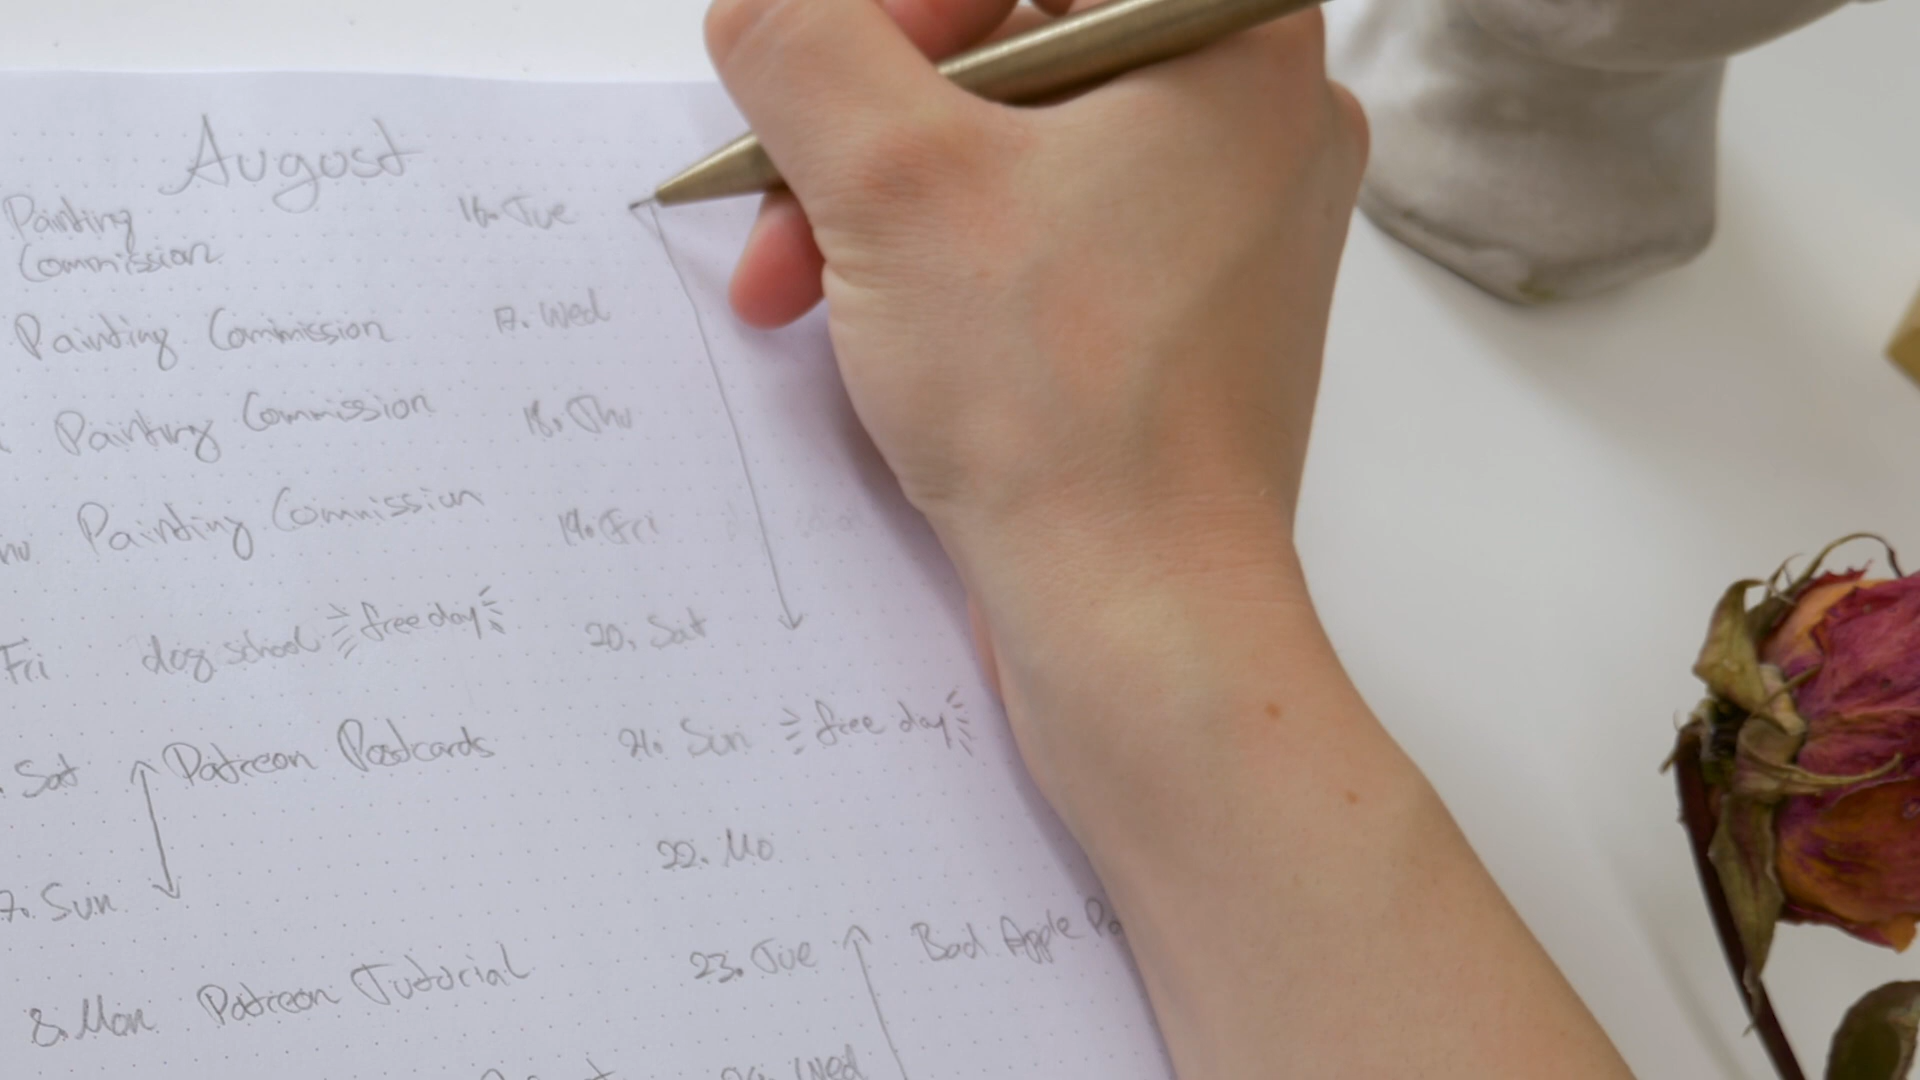 August
Painting
Commission
Painting Commission
Painting Commission
Painting Commission
Fri dog school free day
Sat Patreon Postcards
7. Sun
8. Mon Patreon Tutorial
16. Tue
17. Wed
18. Thu
19. Fri
20. Sat
21. Sun free day
22. Mo
23. Tue Bad Apple
Wed